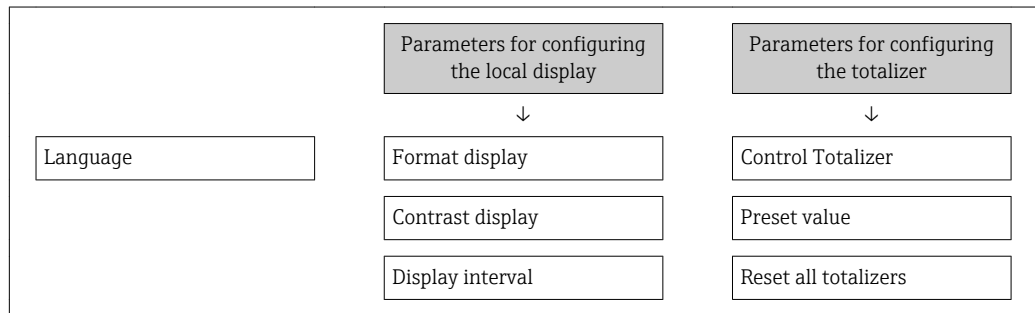 Parameters for configuring
the local display
Parameters for configuring
the totalizer
↓
↓
Language
Format display
Control Totalizer
Contrast display
Preset value
Display interval
Reset all totalizers